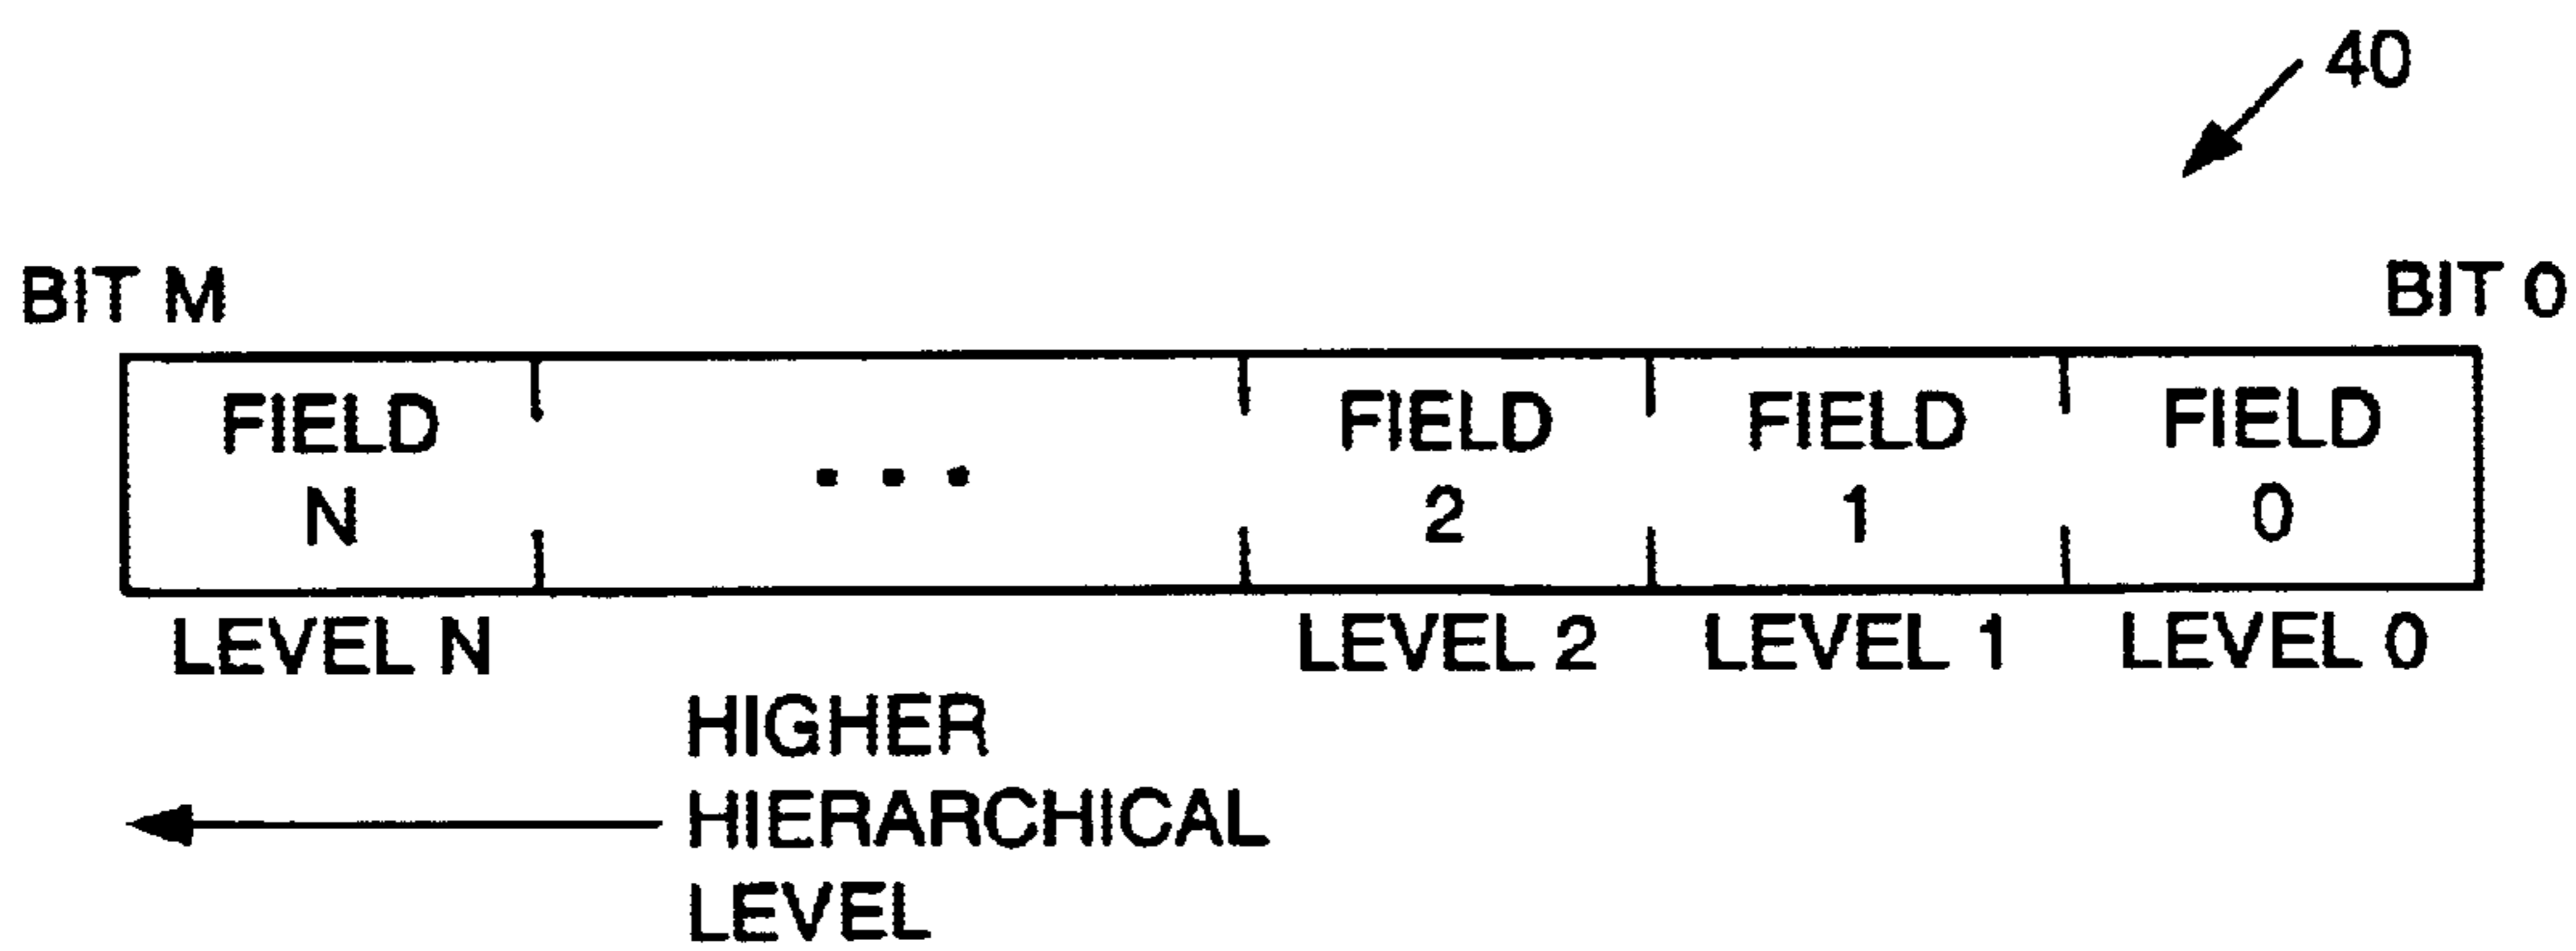 40
BIT M BIT 0
FIELD FIELD FIELD FIELD
N ... 2 1 0
LEVEL N LEVEL 2 LEVEL 1 LEVEL 0
HIGHER
HIERARCHICAL
LEVEL